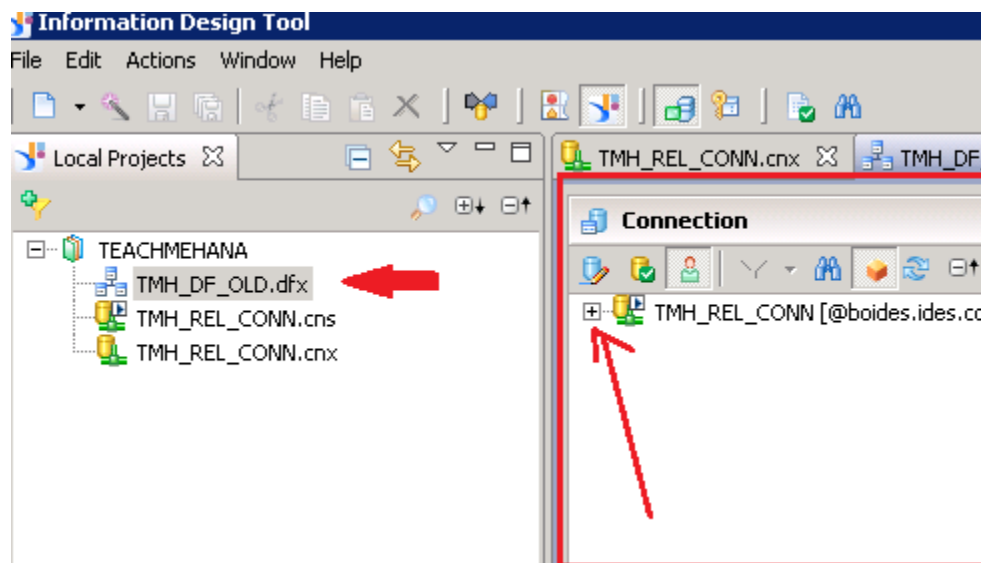 Information Design Tool
File Edit Actions Window Help
Local Projects
TMH_REL_CONN.cnx TMH_DF
Connection
TEACHMEHANA
TMH_DF_OLD.dfx
TMH_REL_CONN.cns
TMH_REL_CONN [@boides.ides.co
TMH_REL_CONN.cnx